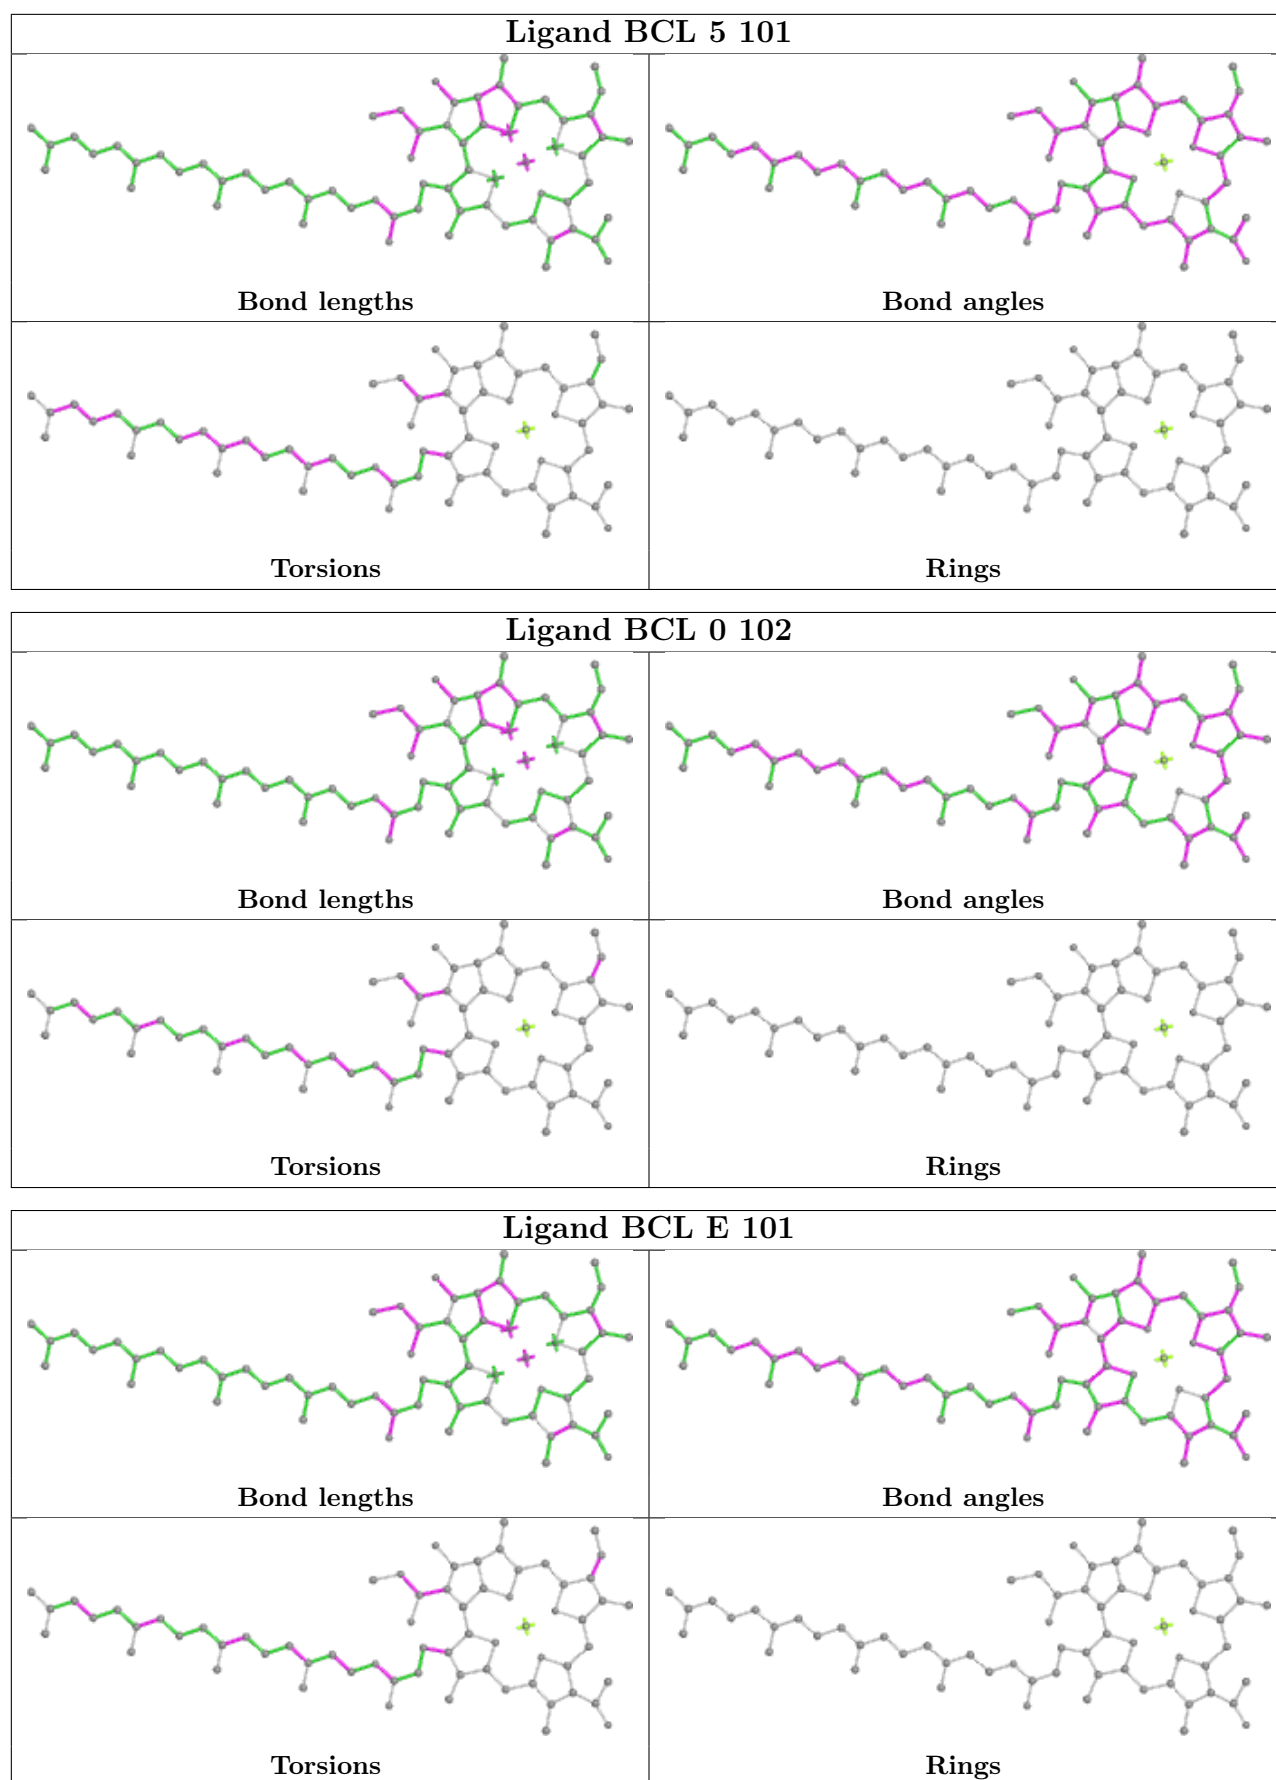 Ligand BCL 5 101
Bond lengths
Bond angles
Torsions
Rings
Ligand BCL 0 102
Bond lengths
Bond angles
Torsions
Rings
Ligand BCL E 101
Bond lengths
Bond angles
Torsions
Rings